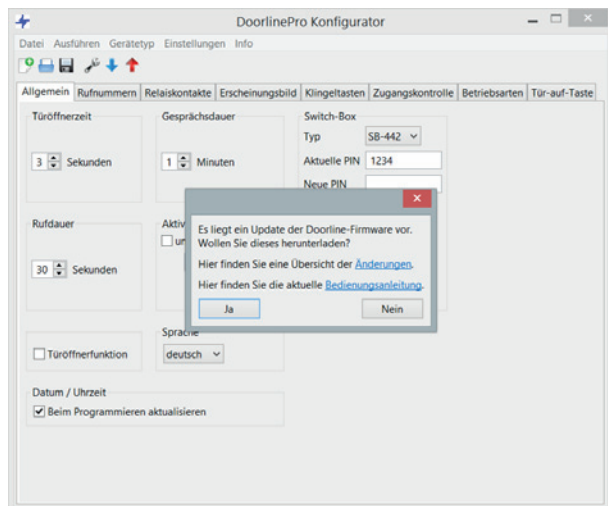 DoorlinePro Konfigurator
Datei Ausführen Gerätetyp Einstellungen Info
Allgemein Rufnummern Relaiskontakte Erscheinungsbild Klingeltasten Zugangskontrolle Betriebsarten Tür-auf-Taste
Türöffnerzeit Gesprächsdauer Switch-Box
Typ SB-442
3 Sekunden 1 Minuten Aktuelle PIN 1234
Neue PIN
Rufdauer
Es liegt ein Update der Doorline-Firmware vor.
Wollen Sie dieses herunterladen?
Hier finden Sie eine Übersicht der Änderungen.
30 Sekunden
Hier finden Sie die aktuelle Bedienungsanleitung.
Ja Nein
Sprache
Türöffnerfunktion deutsch
Datum / Uhrzeit
Beim Programmieren aktualisieren